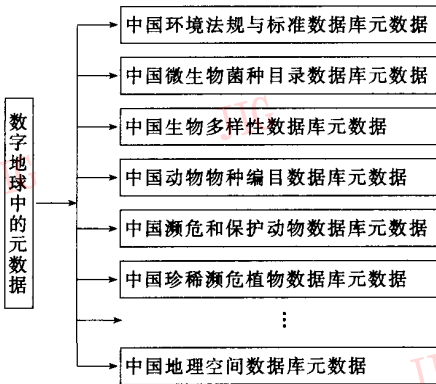 数字地球中的元数据
中国环境法规与标准数据库元数据
中国微生物菌种目录数据库元数据
中国生物多样性数据库元数据
中国动物物种编目数据库元数据
中国濒危和保护动物数据库元数据
中国珍稀濒危植物数据库元数据
⋮
中国地理空间数据库元数据
JIG